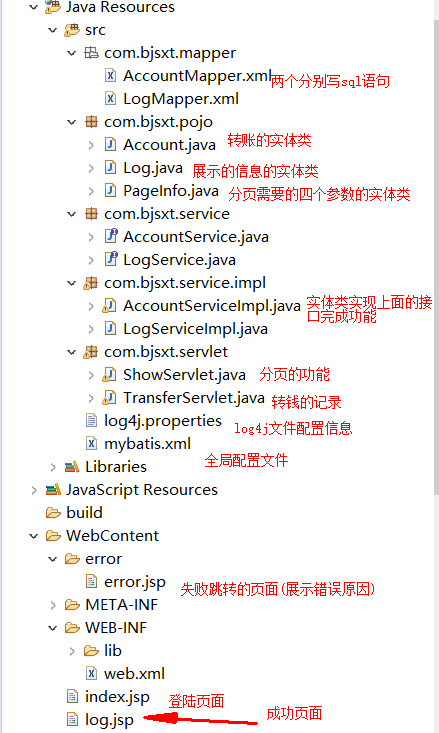 Java Resources
src
com.bjsxt.mapper
AccountMapper.xml 两个分别写sql语句
LogMapper.xml
com.bjsxt.pojo
Account.java 转账的实体类
Log.java 展示的信息的实体类
PageInfo.java 分页需要的四个参数的实体类
com.bjsxt.service
AccountService.java
LogService.java
com.bjsxt.service.impl
AccountServiceImpl.java 实体类实现上面的接
口完成功能
LogServiceImpl.java
com.bjsxt.servlet
ShowServlet.java 分页的功能
TransferServlet.java 转钱的记录
log4j.properties log4j文件配置信息
mybatis.xml
全局配置文件
Libraries
JavaScript Resources
build
WebContent
error
error.jsp 失败跳转的页面(展示错误原因)
META-INF
WEB-INF
lib
web.xml
index.jsp 登陆页面
log.jsp 成功页面